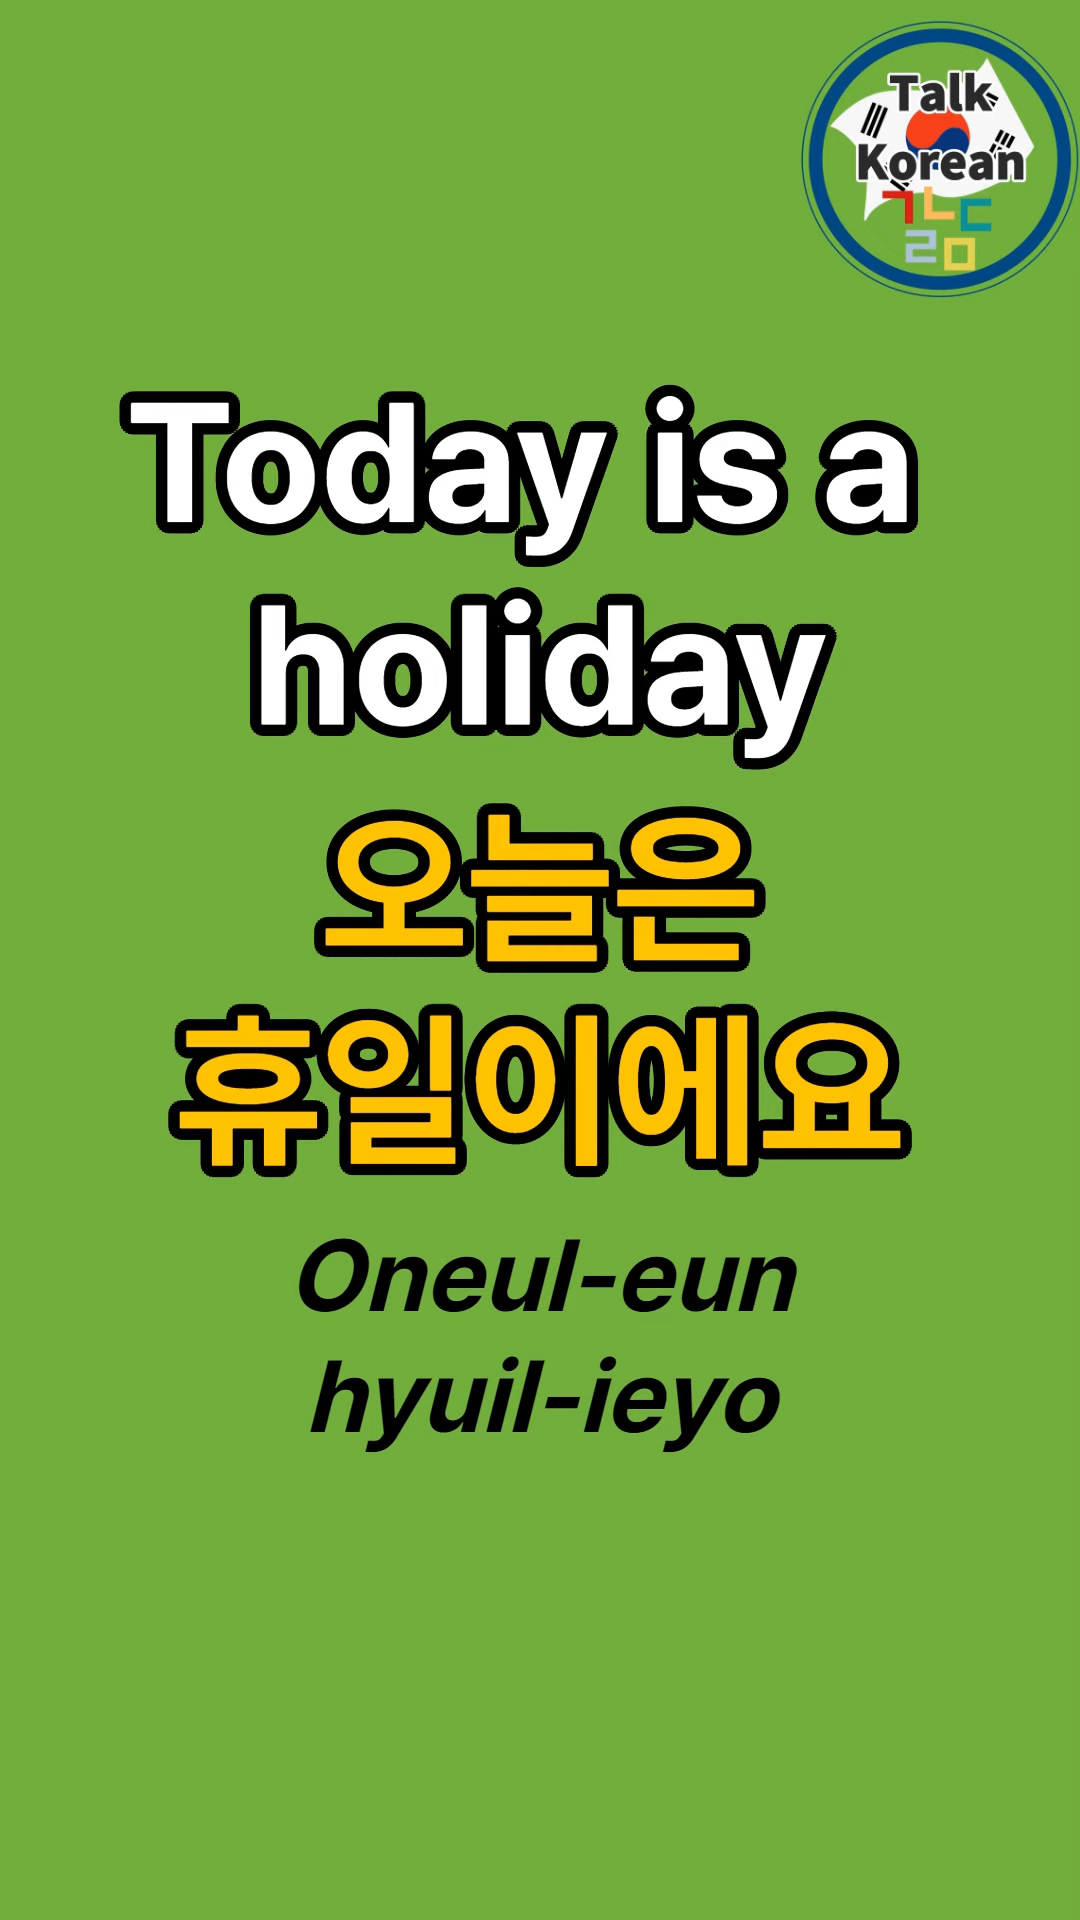 Talk
Korean
ㄱㄴㄷ
ㄹㅁ
Today is a
holiday
오늘은
휴일이에요
Oneul-eun
hyuil-ieyo